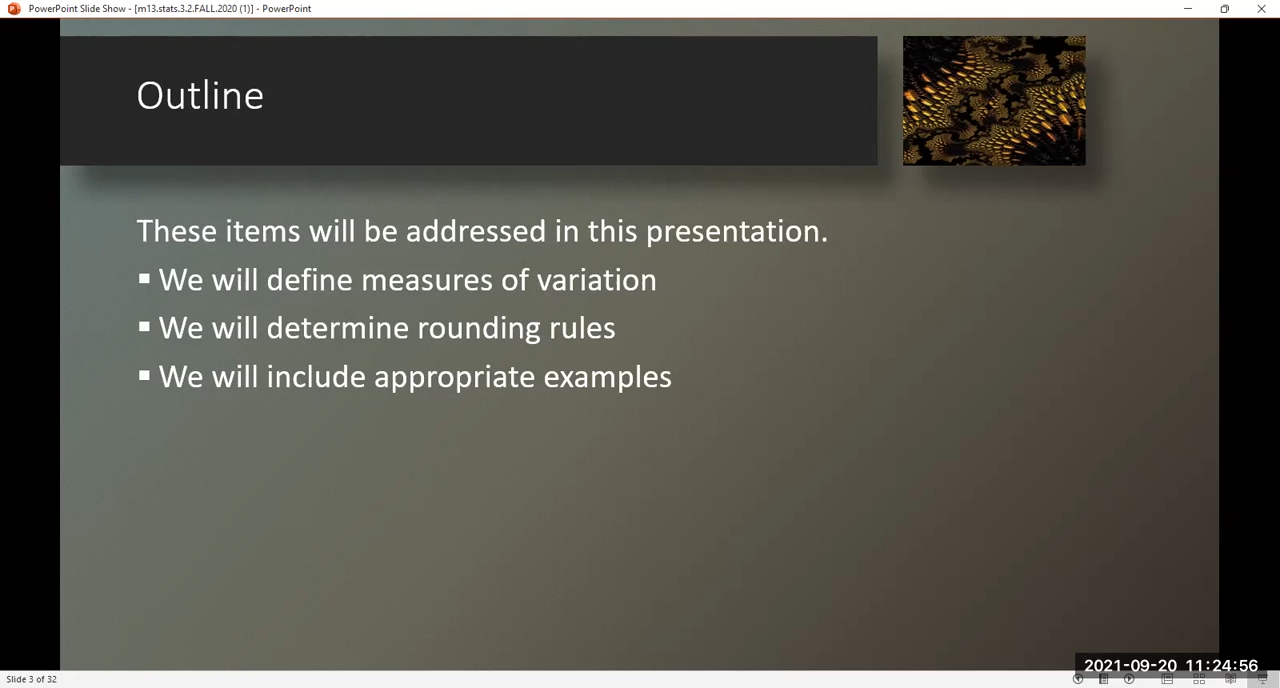 PowerPoint Slide Show - [m13.stats.3.2.FALL.2020 (1)] - PowerPoint
Outline
These items will be addressed in this presentation.
▪ We will define measures of variation
▪ We will determine rounding rules
▪ We will include appropriate examples
2021-09-20 11:24:56
Slide 3 of 32